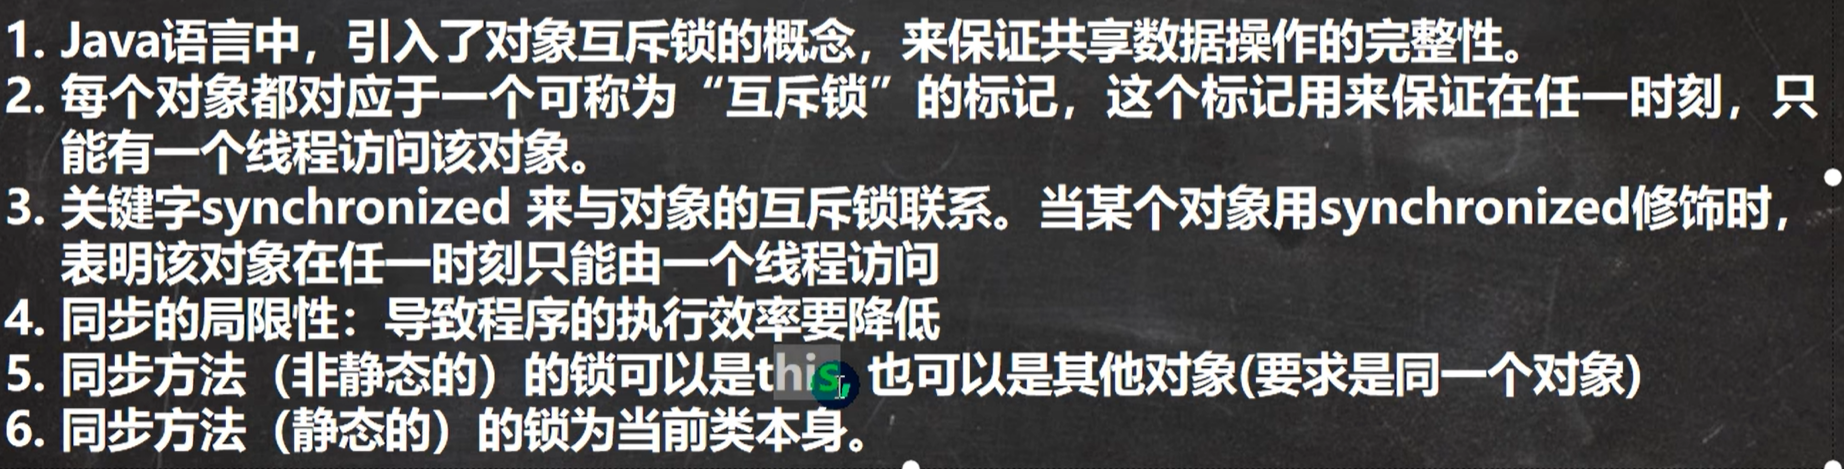 1. Java语言中，引入了对象互斥锁的概念，来保证共享数据操作的完整性。
2. 每个对象都对应于一个可称为“互斥锁”的标记，这个标记用来保证在任一时刻，只
能有一个线程访问该对象。
3. 关键字synchronized 来与对象的互斥锁联系。当某个对象用synchronized修饰时，
表明该对象在任一时刻只能由一个线程访问
4. 同步的局限性：导致程序的执行效率要降低
5. 同步方法（非静态的）的锁可以是this，也可以是其他对象(要求是同一个对象)
6. 同步方法（静态的）的锁为当前类本身。